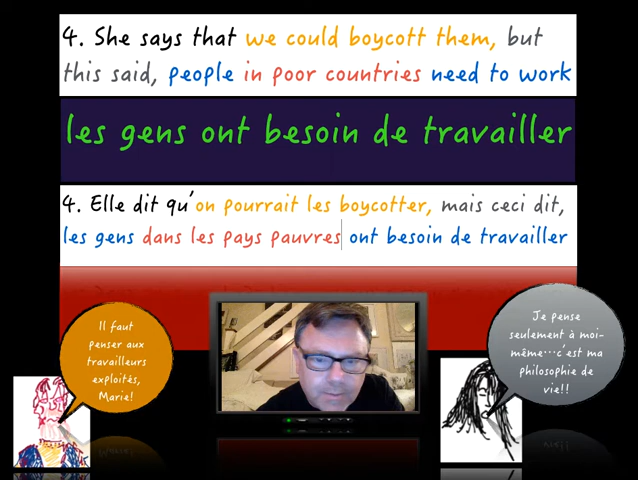 4. She says that we could boycott them, but
this said, people in poor countries need to work
les gens ont besoin de travailler
4. Elle dit qu'on pourrait les boycotter, mais ceci dit,
les gens dans les pays pauvres ont besoin de travailler
Il faut
penser aux
travailleurs
exploités,
Marie!
Je pense
seulement à moi-
même...c'est ma
philosophie de
vie!!